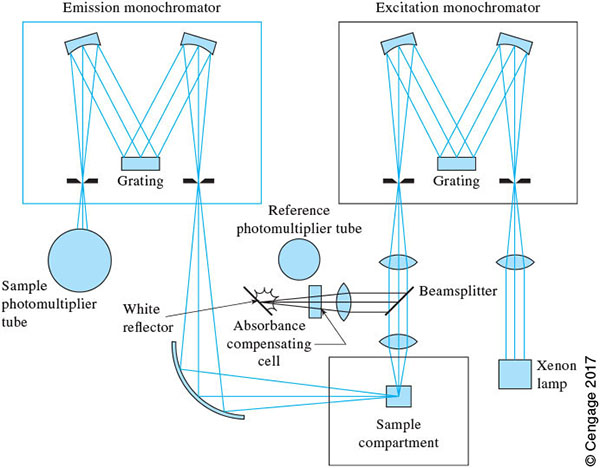 Emission monochromator
Excitation monochromator
Grating
Grating
Reference
photomultiplier tube
Sample
photomultiplier
tube
White
reflector
Absorbance
compensating
cell
Beamsplitter
Xenon
lamp
Sample
compartment
© Cengage 2017